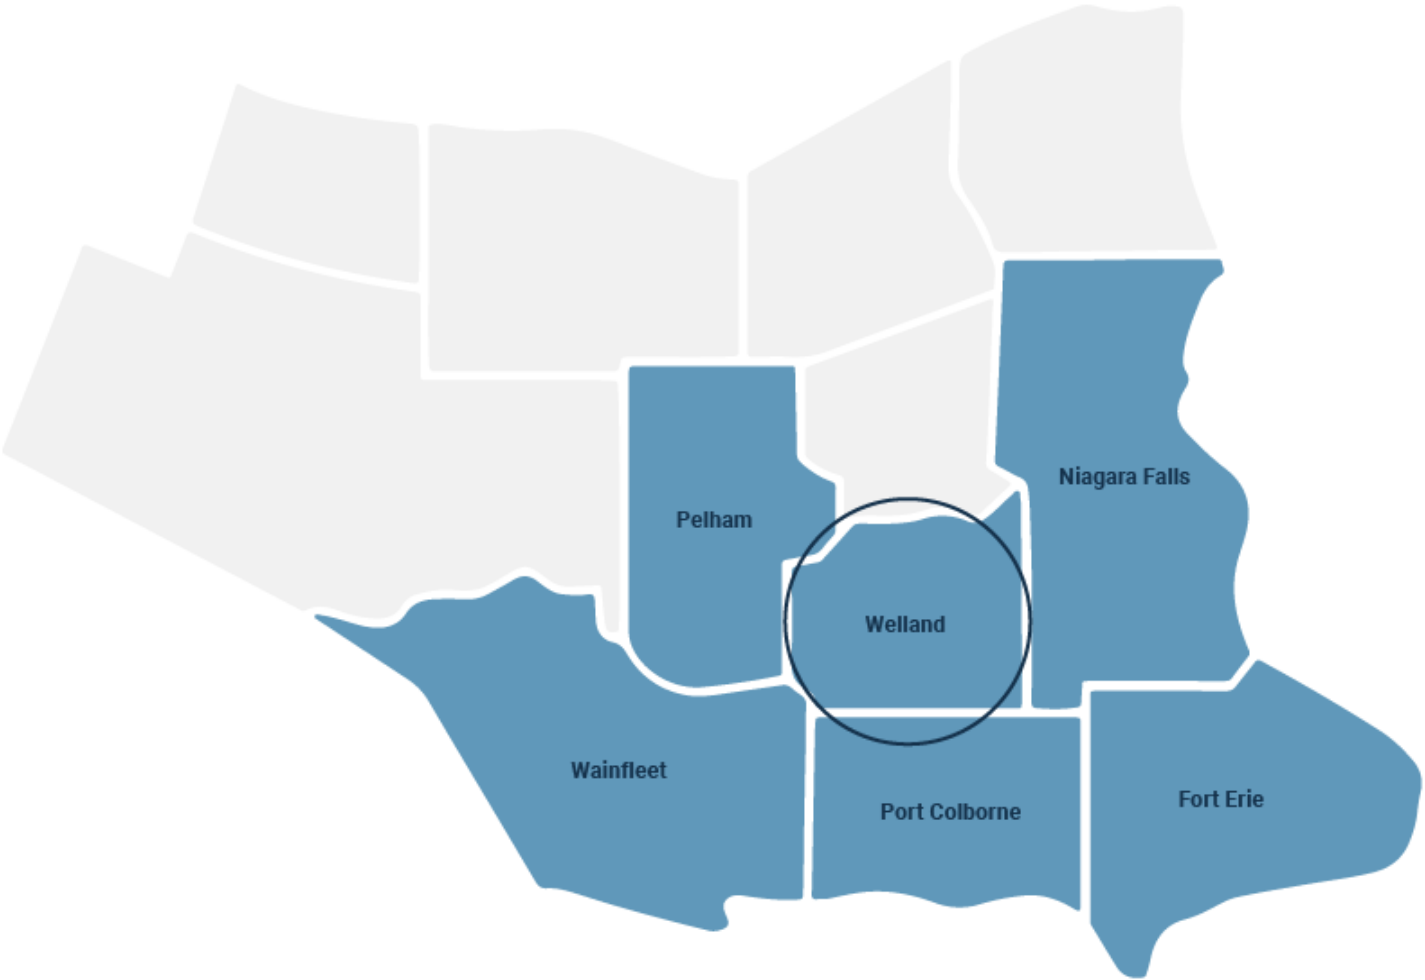 Niagara Falls
Pelham
Welland
Wainfleet
Port Colborne
Fort Erie